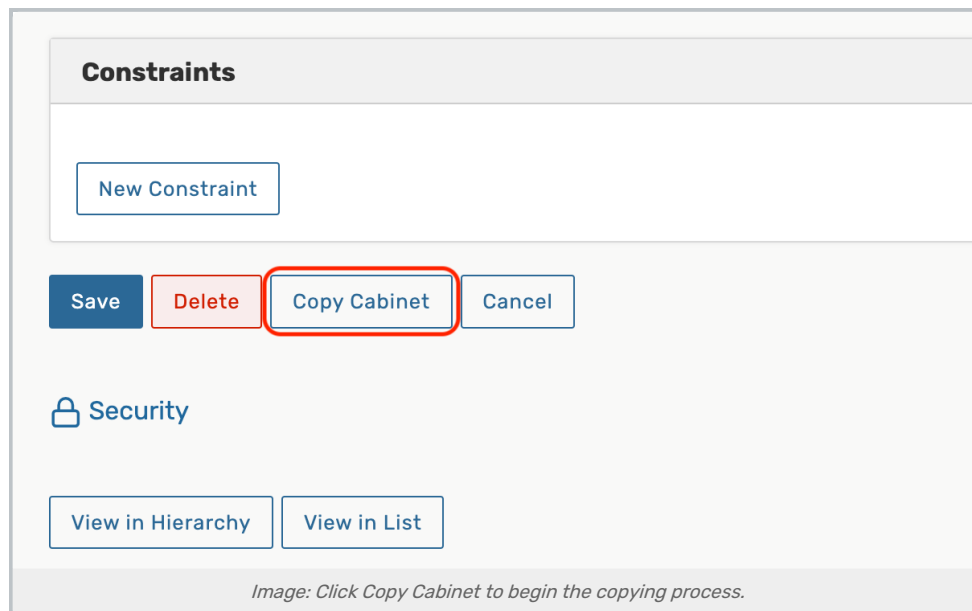 Constraints
New Constraint
Save Delete Copy Cabinet Cancel
Security
View in Hierarchy View in List
Image: Click Copy Cabinet to begin the copying process.